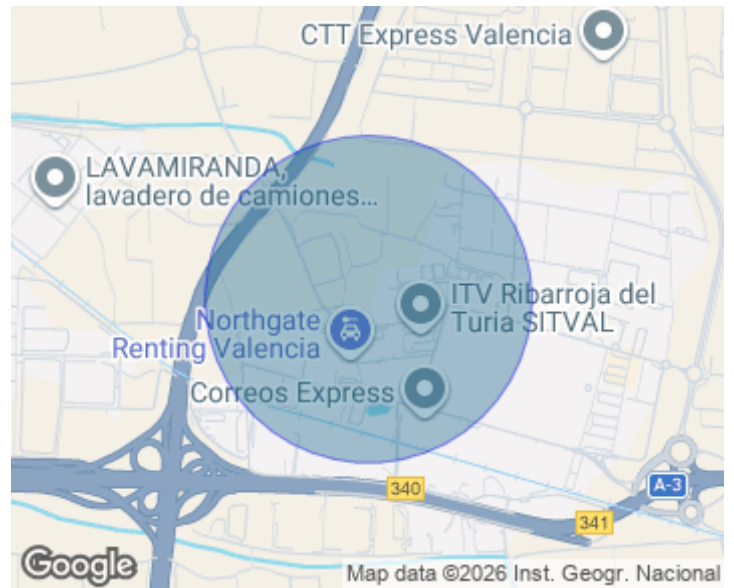 CTT Express Valencia
LAVAMIRANDA,
lavadero de camiones...
ITV Ribarroja del
Turia SITVAL
Northgate
Renting Valencia
Correos Express
340
A-3
341
Google
Map data ©2026 Inst. Geogr. Nacional